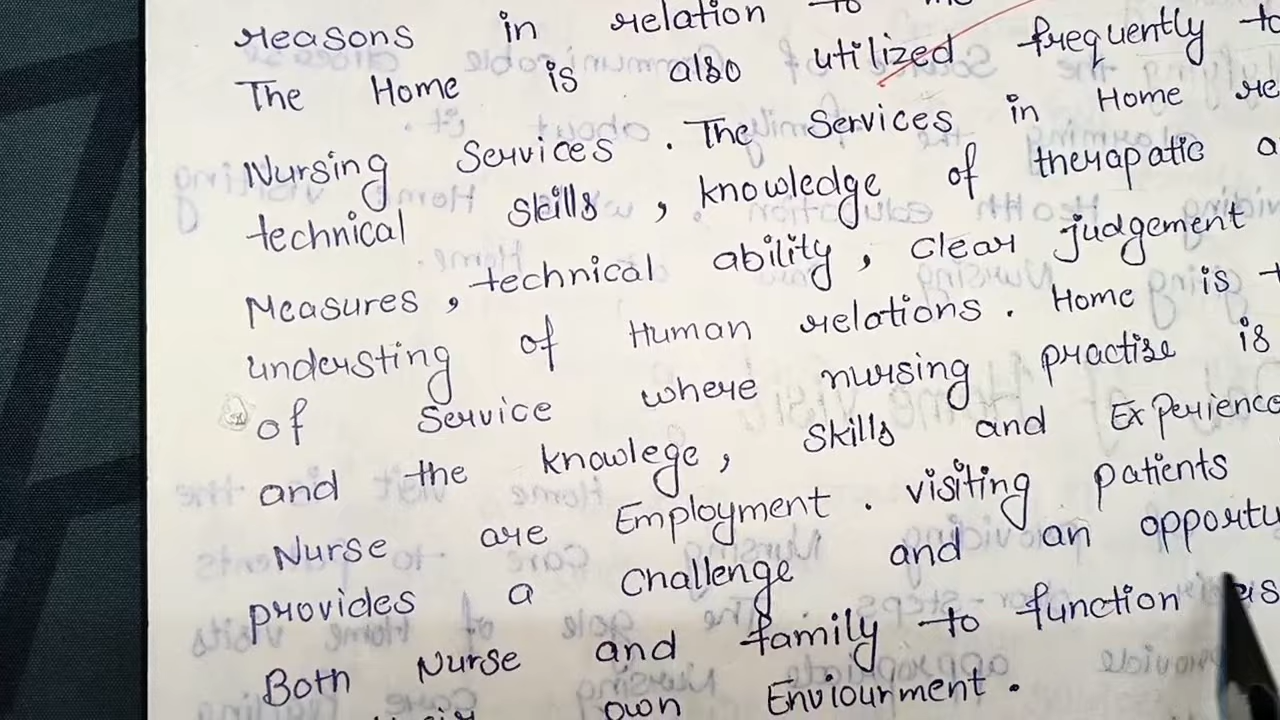 reasons in relation to
The Home is also utilized frequently to
Nursing Services. The Services in Home re
technical skills, knowledge of therapatic a
Measures, technical ability, clear judgement
understing of Human relations. Home is t
of Service where nursing practise is
and the knowlege, skills and Experience
Nurse are Employment. visiting patients
provides a challenge and an opportu
Both Nurse and family to function as
own Enviourment.